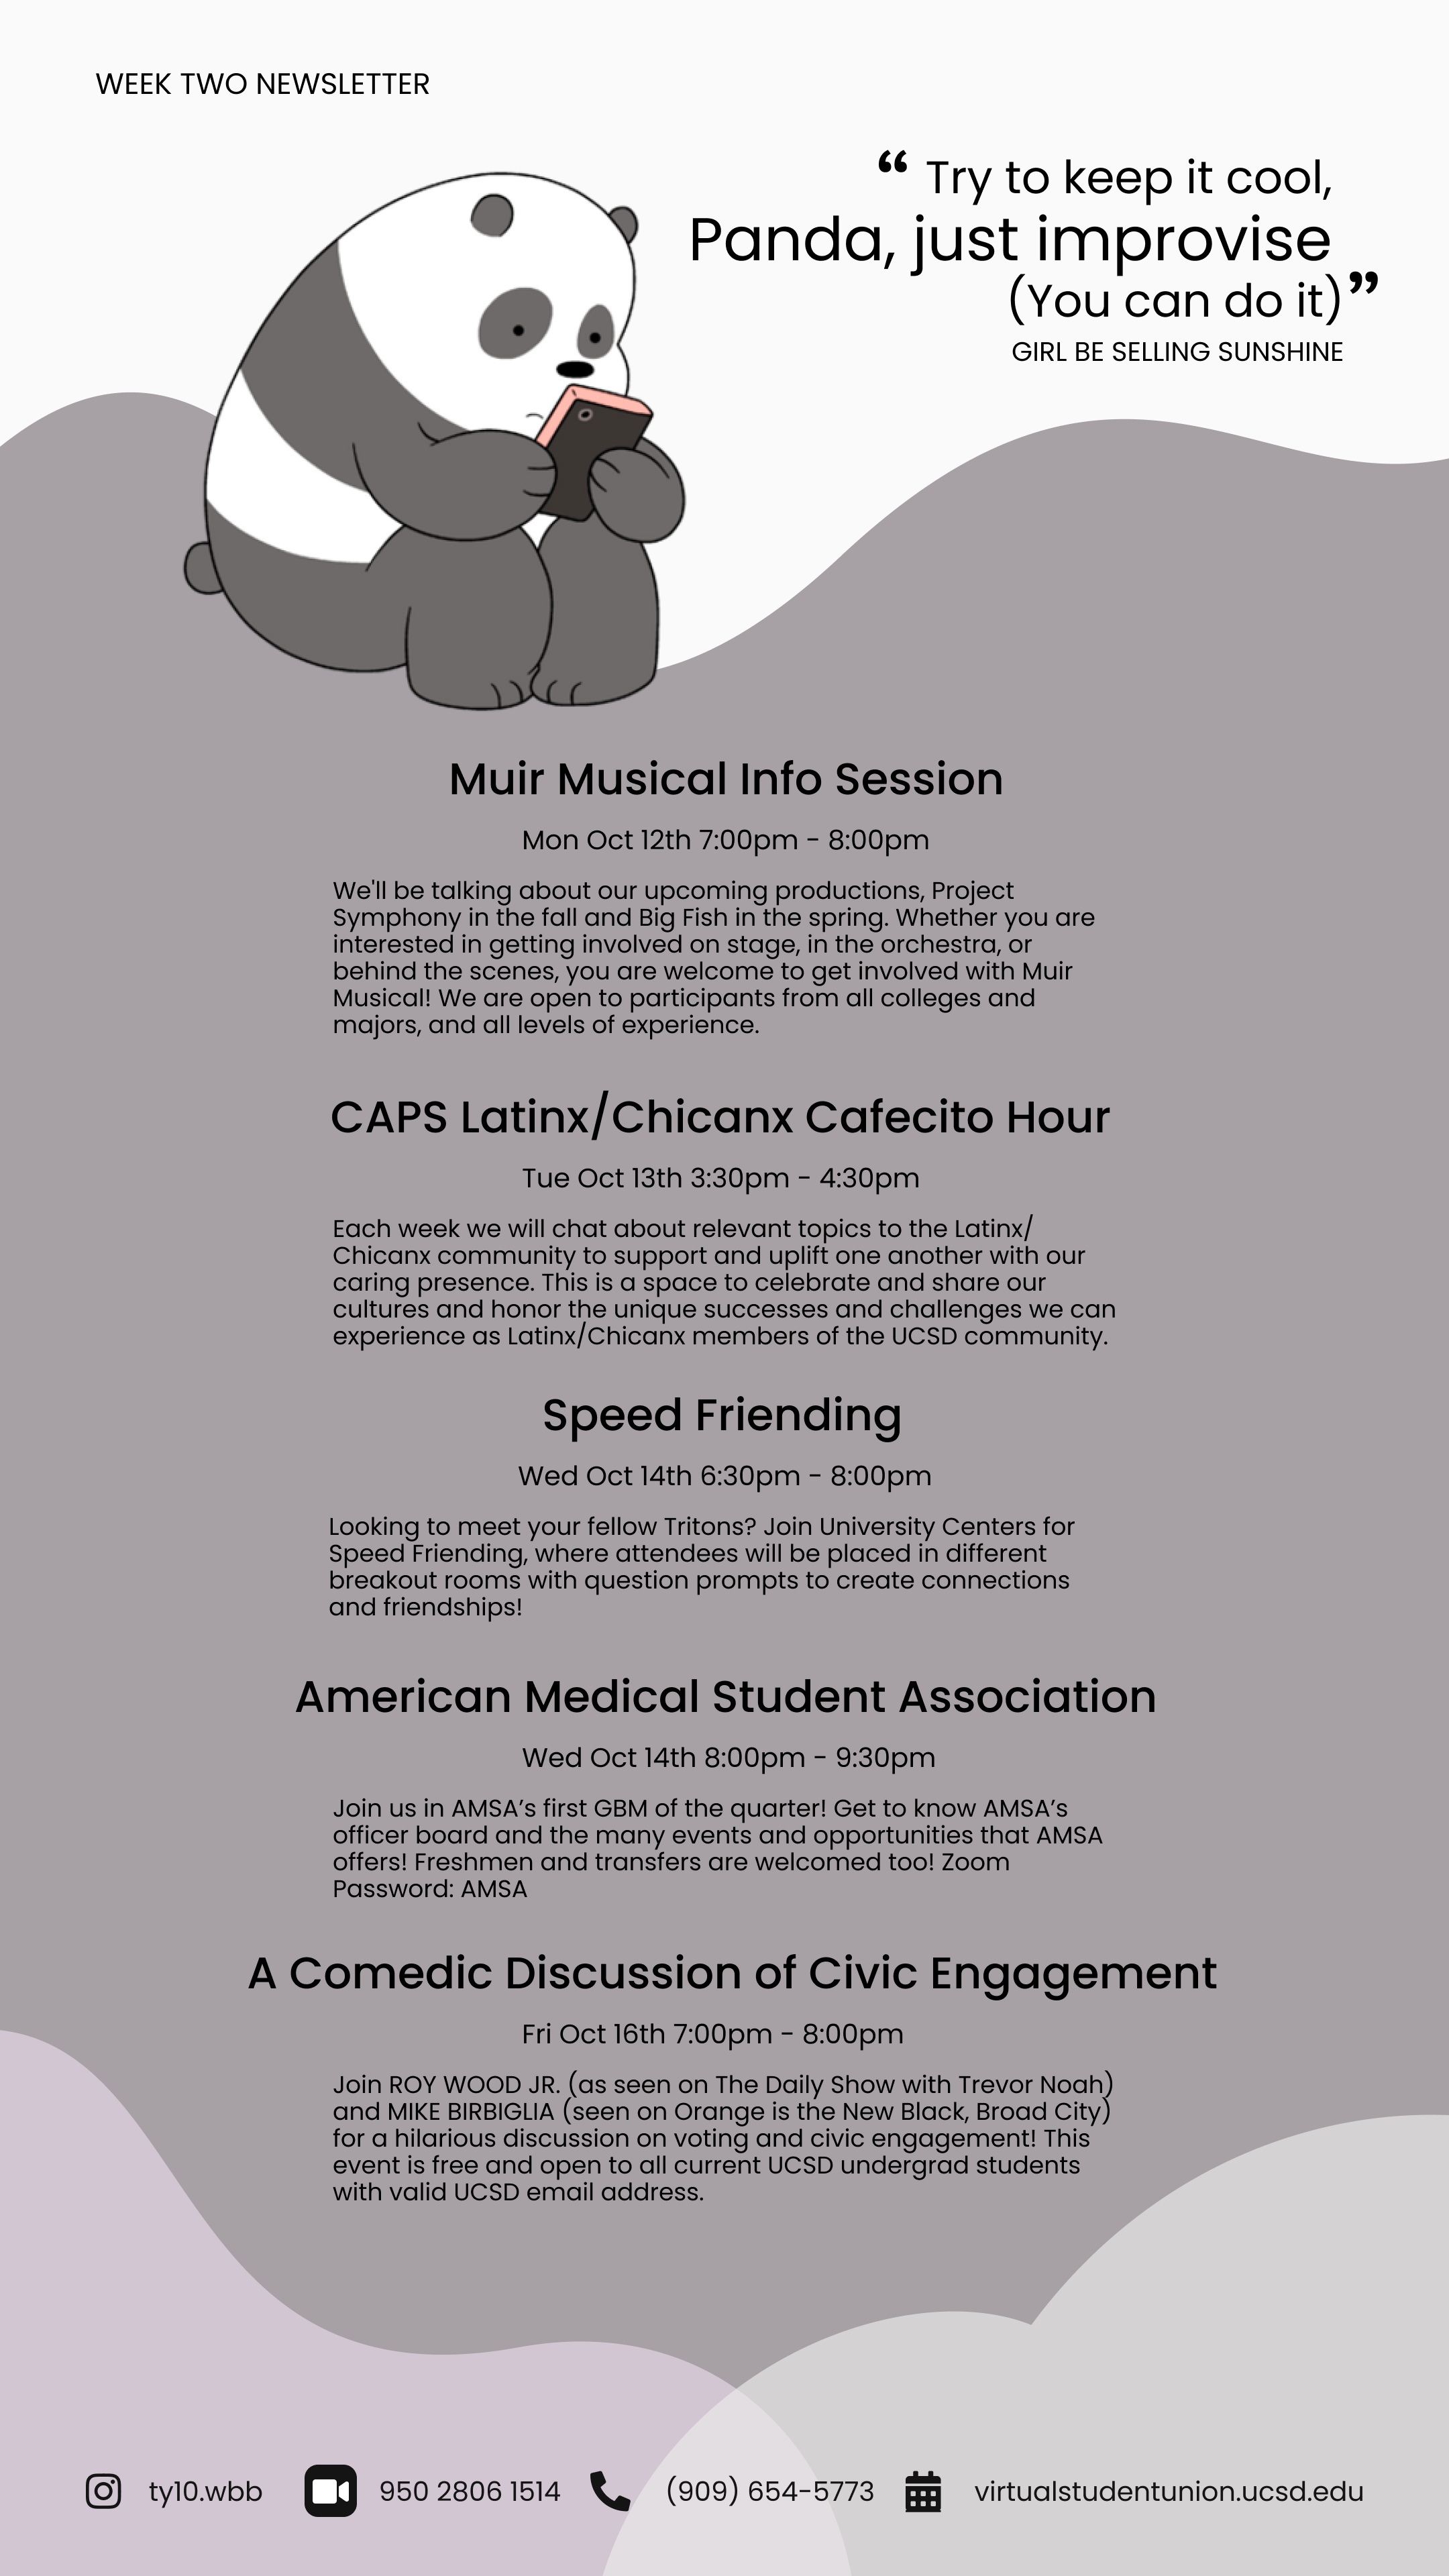 WEEK TWO NEWSLETTER
“ Try to keep it cool,
Panda, just improvise
(You can do it)”
GIRL BE SELLING SUNSHINE
Muir Musical Info Session
Mon Oct 12th 7:00pm - 8:00pm
We'll be talking about our upcoming productions, Project
Symphony in the fall and Big Fish in the spring. Whether you are
interested in getting involved on stage, in the orchestra, or
behind the scenes, you are welcome to get involved with Muir
Musical! We are open to participants from all colleges and
majors, and all levels of experience.
CAPS Latinx/Chicanx Cafecito Hour
Tue Oct 13th 3:30pm - 4:30pm
Each week we will chat about relevant topics to the Latinx/
Chicanx community to support and uplift one another with our
caring presence. This is a space to celebrate and share our
cultures and honor the unique successes and challenges we can
experience as Latinx/Chicanx members of the UCSD community.
Speed Friending
Wed Oct 14th 6:30pm - 8:00pm
Looking to meet your fellow Tritons? Join University Centers for
Speed Friending, where attendees will be placed in different
breakout rooms with question prompts to create connections
and friendships!
American Medical Student Association
Wed Oct 14th 8:00pm - 9:30pm
Join us in AMSA’s first GBM of the quarter! Get to know AMSA’s
officer board and the many events and opportunities that AMSA
offers! Freshmen and transfers are welcomed too! Zoom
Password: AMSA
A Comedic Discussion of Civic Engagement
Fri Oct 16th 7:00pm - 8:00pm
Join ROY WOOD JR. (as seen on The Daily Show with Trevor Noah)
and MIKE BIRBIGLIA (seen on Orange is the New Black, Broad City)
for a hilarious discussion on voting and civic engagement! This
event is free and open to all current UCSD undergrad students
with valid UCSD email address.
ty10.wbb 950 2806 1514 (909) 654-5773 virtualstudentunion.ucsd.edu